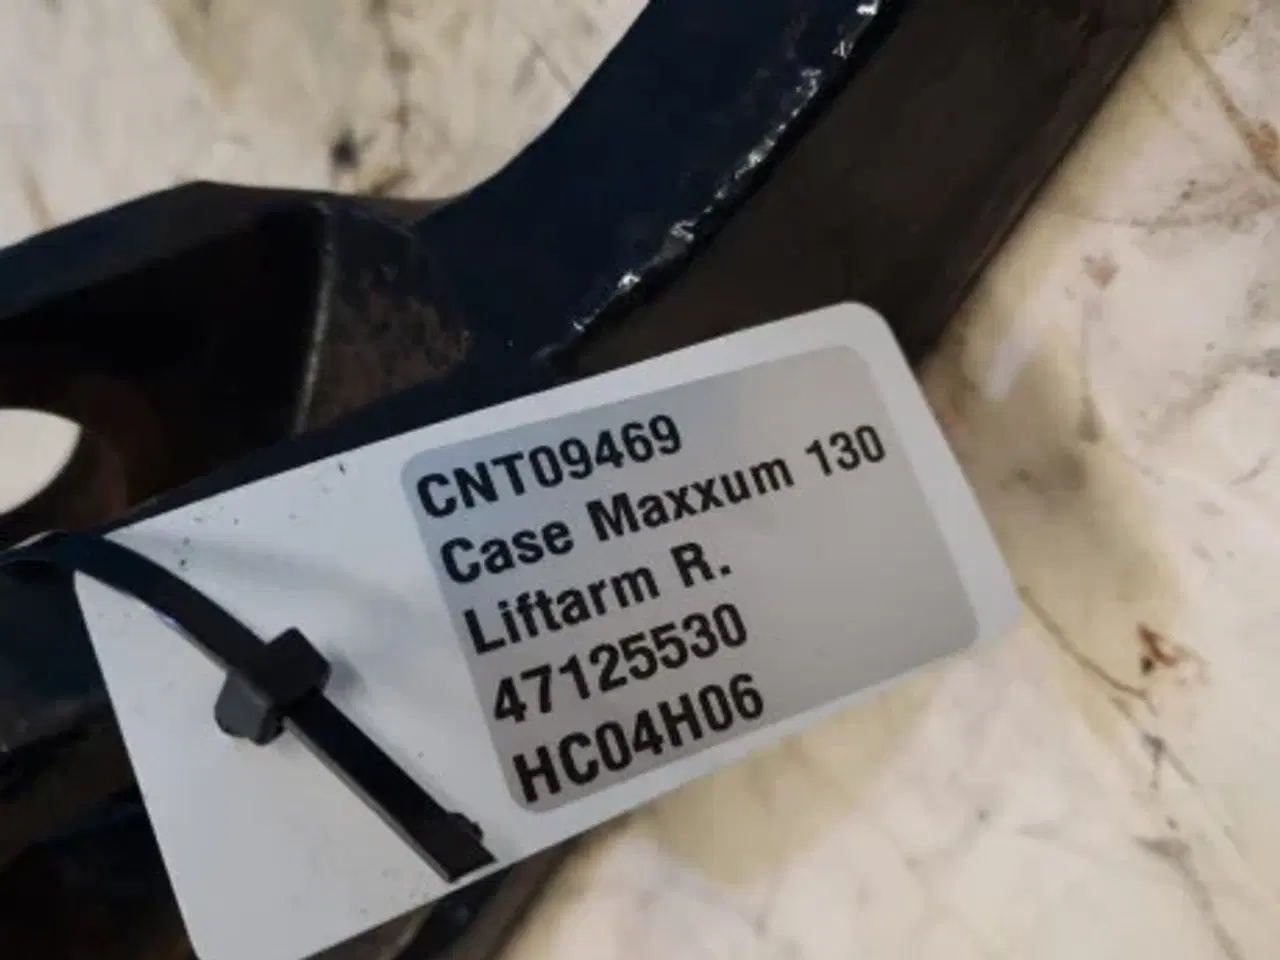 CNT09469
Case Maxxum 130
Liftarm R.
47125530
HC04H06